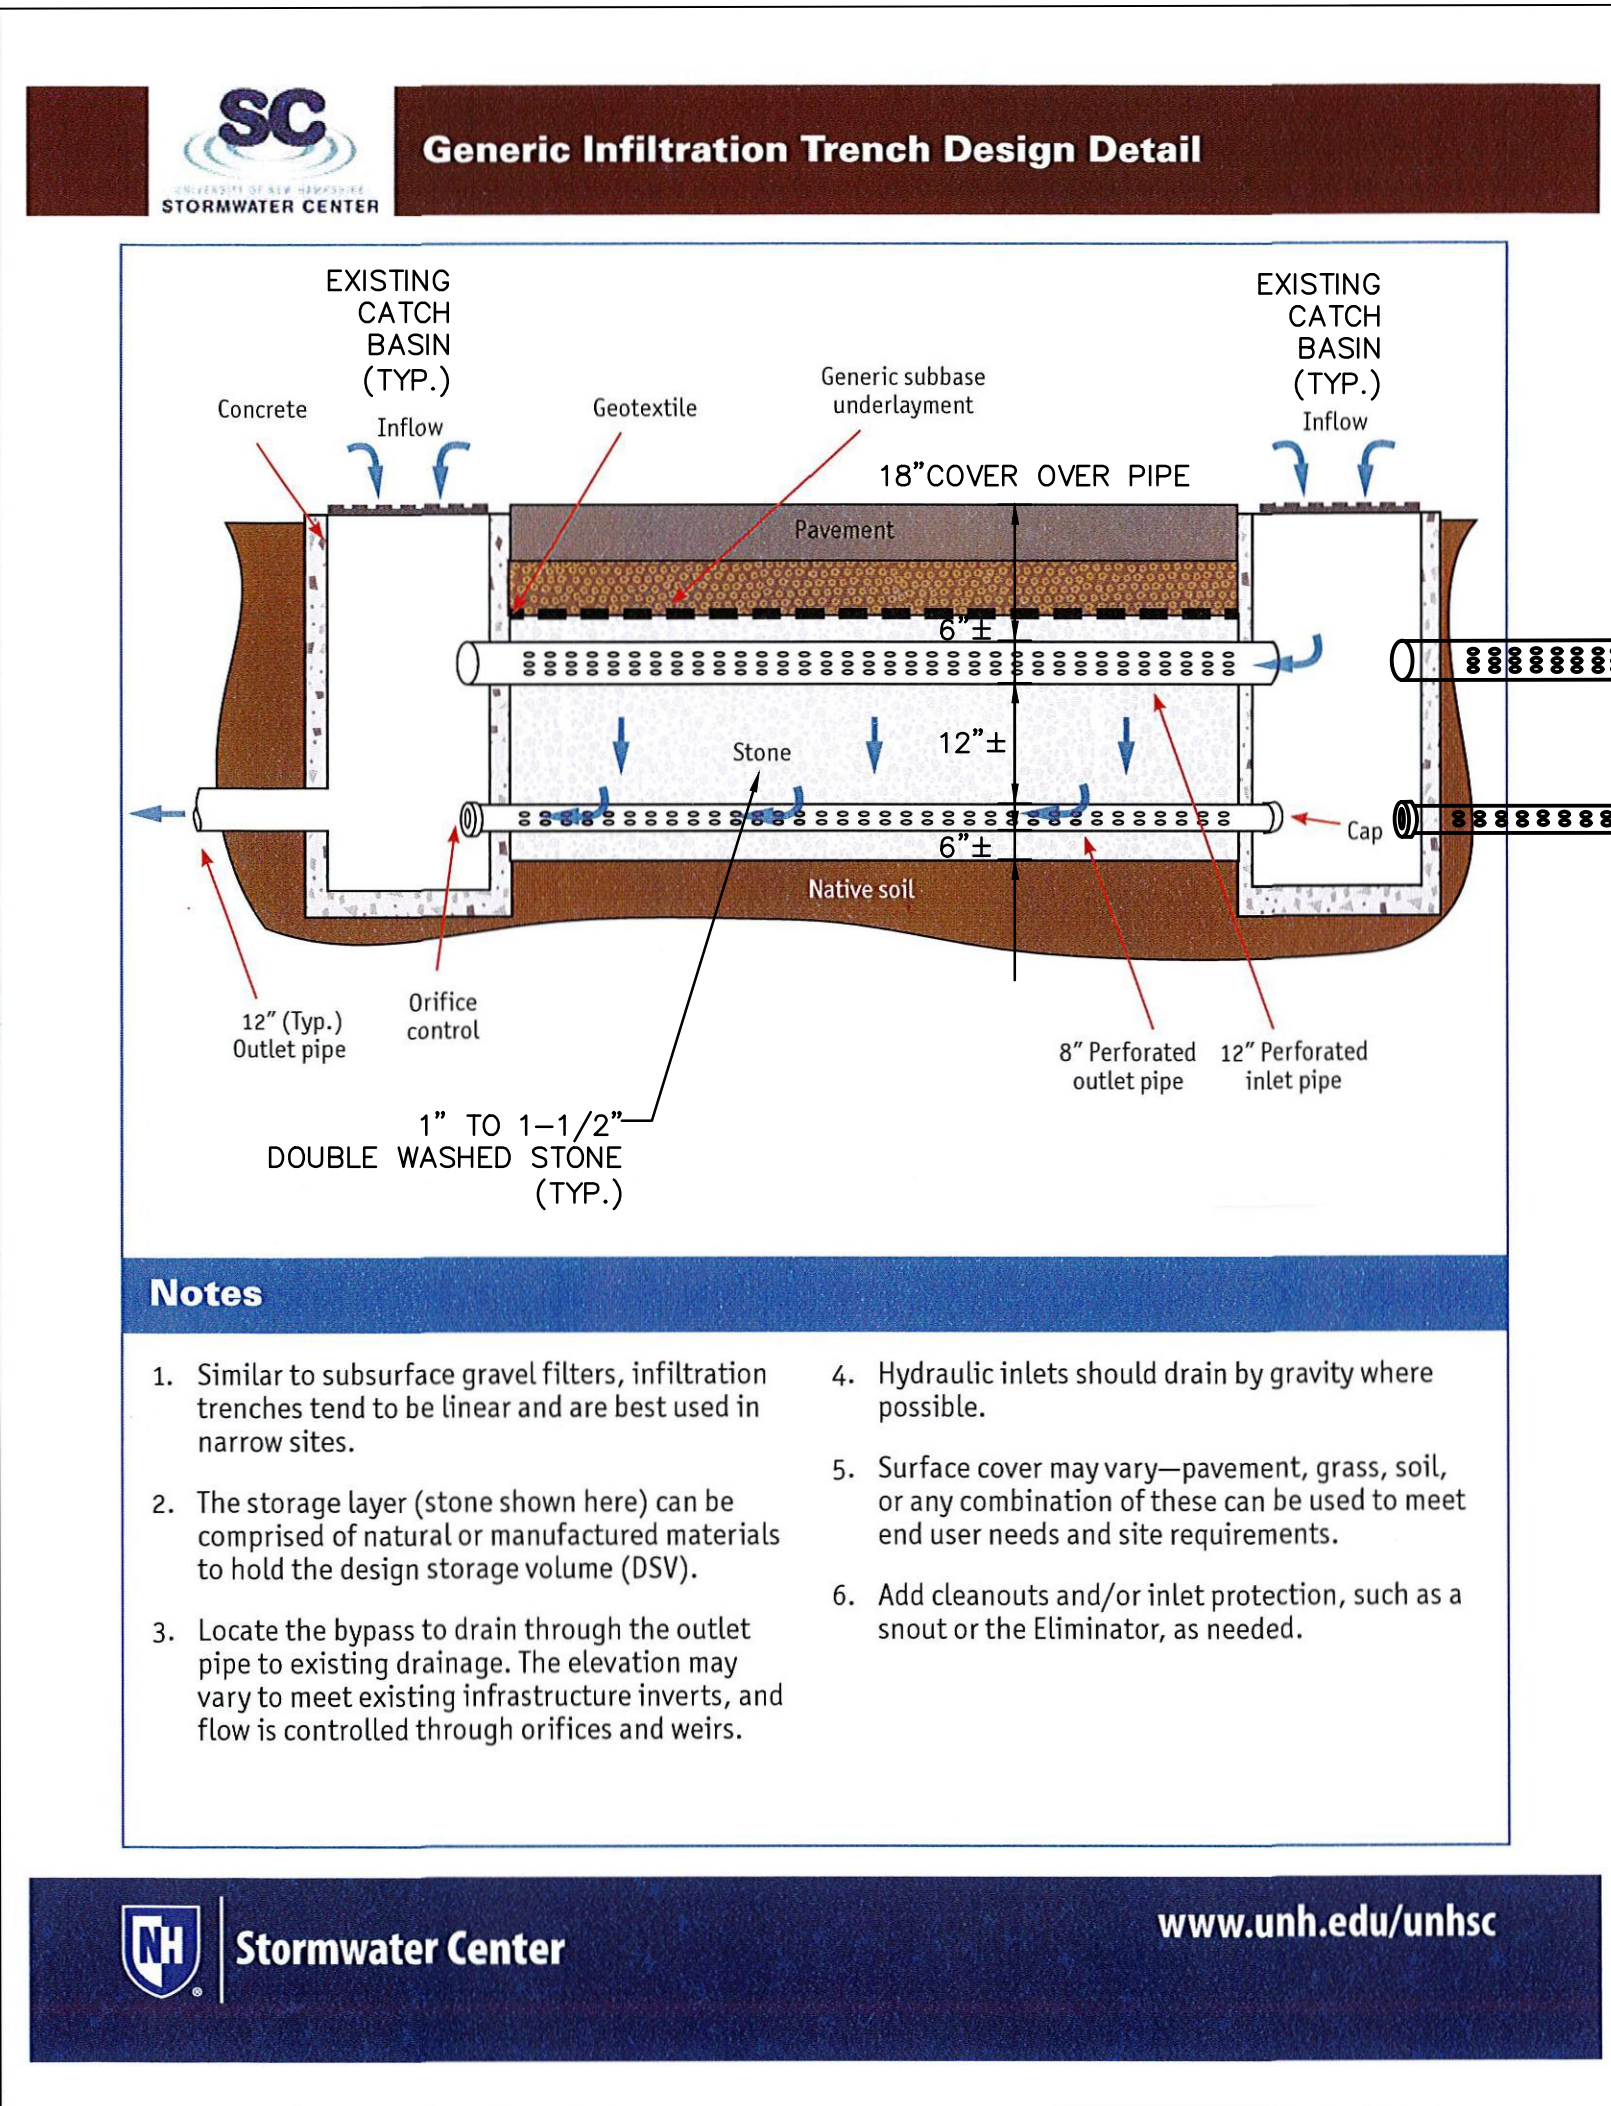 SC
UNIVERSITY OF NEW HAMPSHIRE
STORMWATER CENTER
Generic Infiltration Trench Design Detail
EXISTING
CATCH
BASIN
(TYP.)
EXISTING
CATCH
BASIN
(TYP.)
Concrete
Inflow
Geotextile
Generic subbase
underlayment
Inflow
18”COVER OVER PIPE
Pavement
6”±
Stone
12”±
Cap
6”±
Native soil
12” (Typ.)
Outlet pipe
Orifice
control
8” Perforated
outlet pipe
12” Perforated
inlet pipe
1” TO 1–1/2”
DOUBLE WASHED STONE
(TYP.)
Notes
1. Similar to subsurface gravel filters, infiltration
trenches tend to be linear and are best used in
narrow sites.
2. The storage layer (stone shown here) can be
comprised of natural or manufactured materials
to hold the design storage volume (DSV).
3. Locate the bypass to drain through the outlet
pipe to existing drainage. The elevation may
vary to meet existing infrastructure inverts, and
flow is controlled through orifices and weirs.
4. Hydraulic inlets should drain by gravity where
possible.
5. Surface cover may vary—pavement, grass, soil,
or any combination of these can be used to meet
end user needs and site requirements.
6. Add cleanouts and/or inlet protection, such as a
snout or the Eliminator, as needed.
NH
®
Stormwater Center
www.unh.edu/unhsc